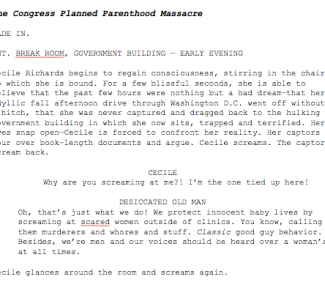 ne Congress Planned Parenthood Massacre
ADE IN.
NT. BREAK ROOM, GOVERNMENT BUILDING — EARLY EVENING
ecile Richards begins to regain consciousness, stirring in the chair
o which she is bound. For a few blissful seconds, she is able to
elieve that the past few hours were nothing but a bad dream—that her
dyllic fall afternoon drive through Washington D.C. went off without
hitch, that she was never captured and dragged back to the hulking
overnment building in which she now sits, trapped and terrified. Her
yes snap open—Cecile is forced to confront her reality. Her captors
our over book-length documents and argue. Cecile screams. The captor
cream back.
CECILE
Why are you screaming at me?! I'm the one tied up here!
DESICCATED OLD MAN
Oh, that's just what we do! We protect innocent baby lives by
screaming at scared women outside of clinics. You know, calling
them murderers and whores and stuff. Classic good guy behavior.
Besides, we're men and our voices should be heard over a woman's
at all times.
ecile glances around the room and screams again.